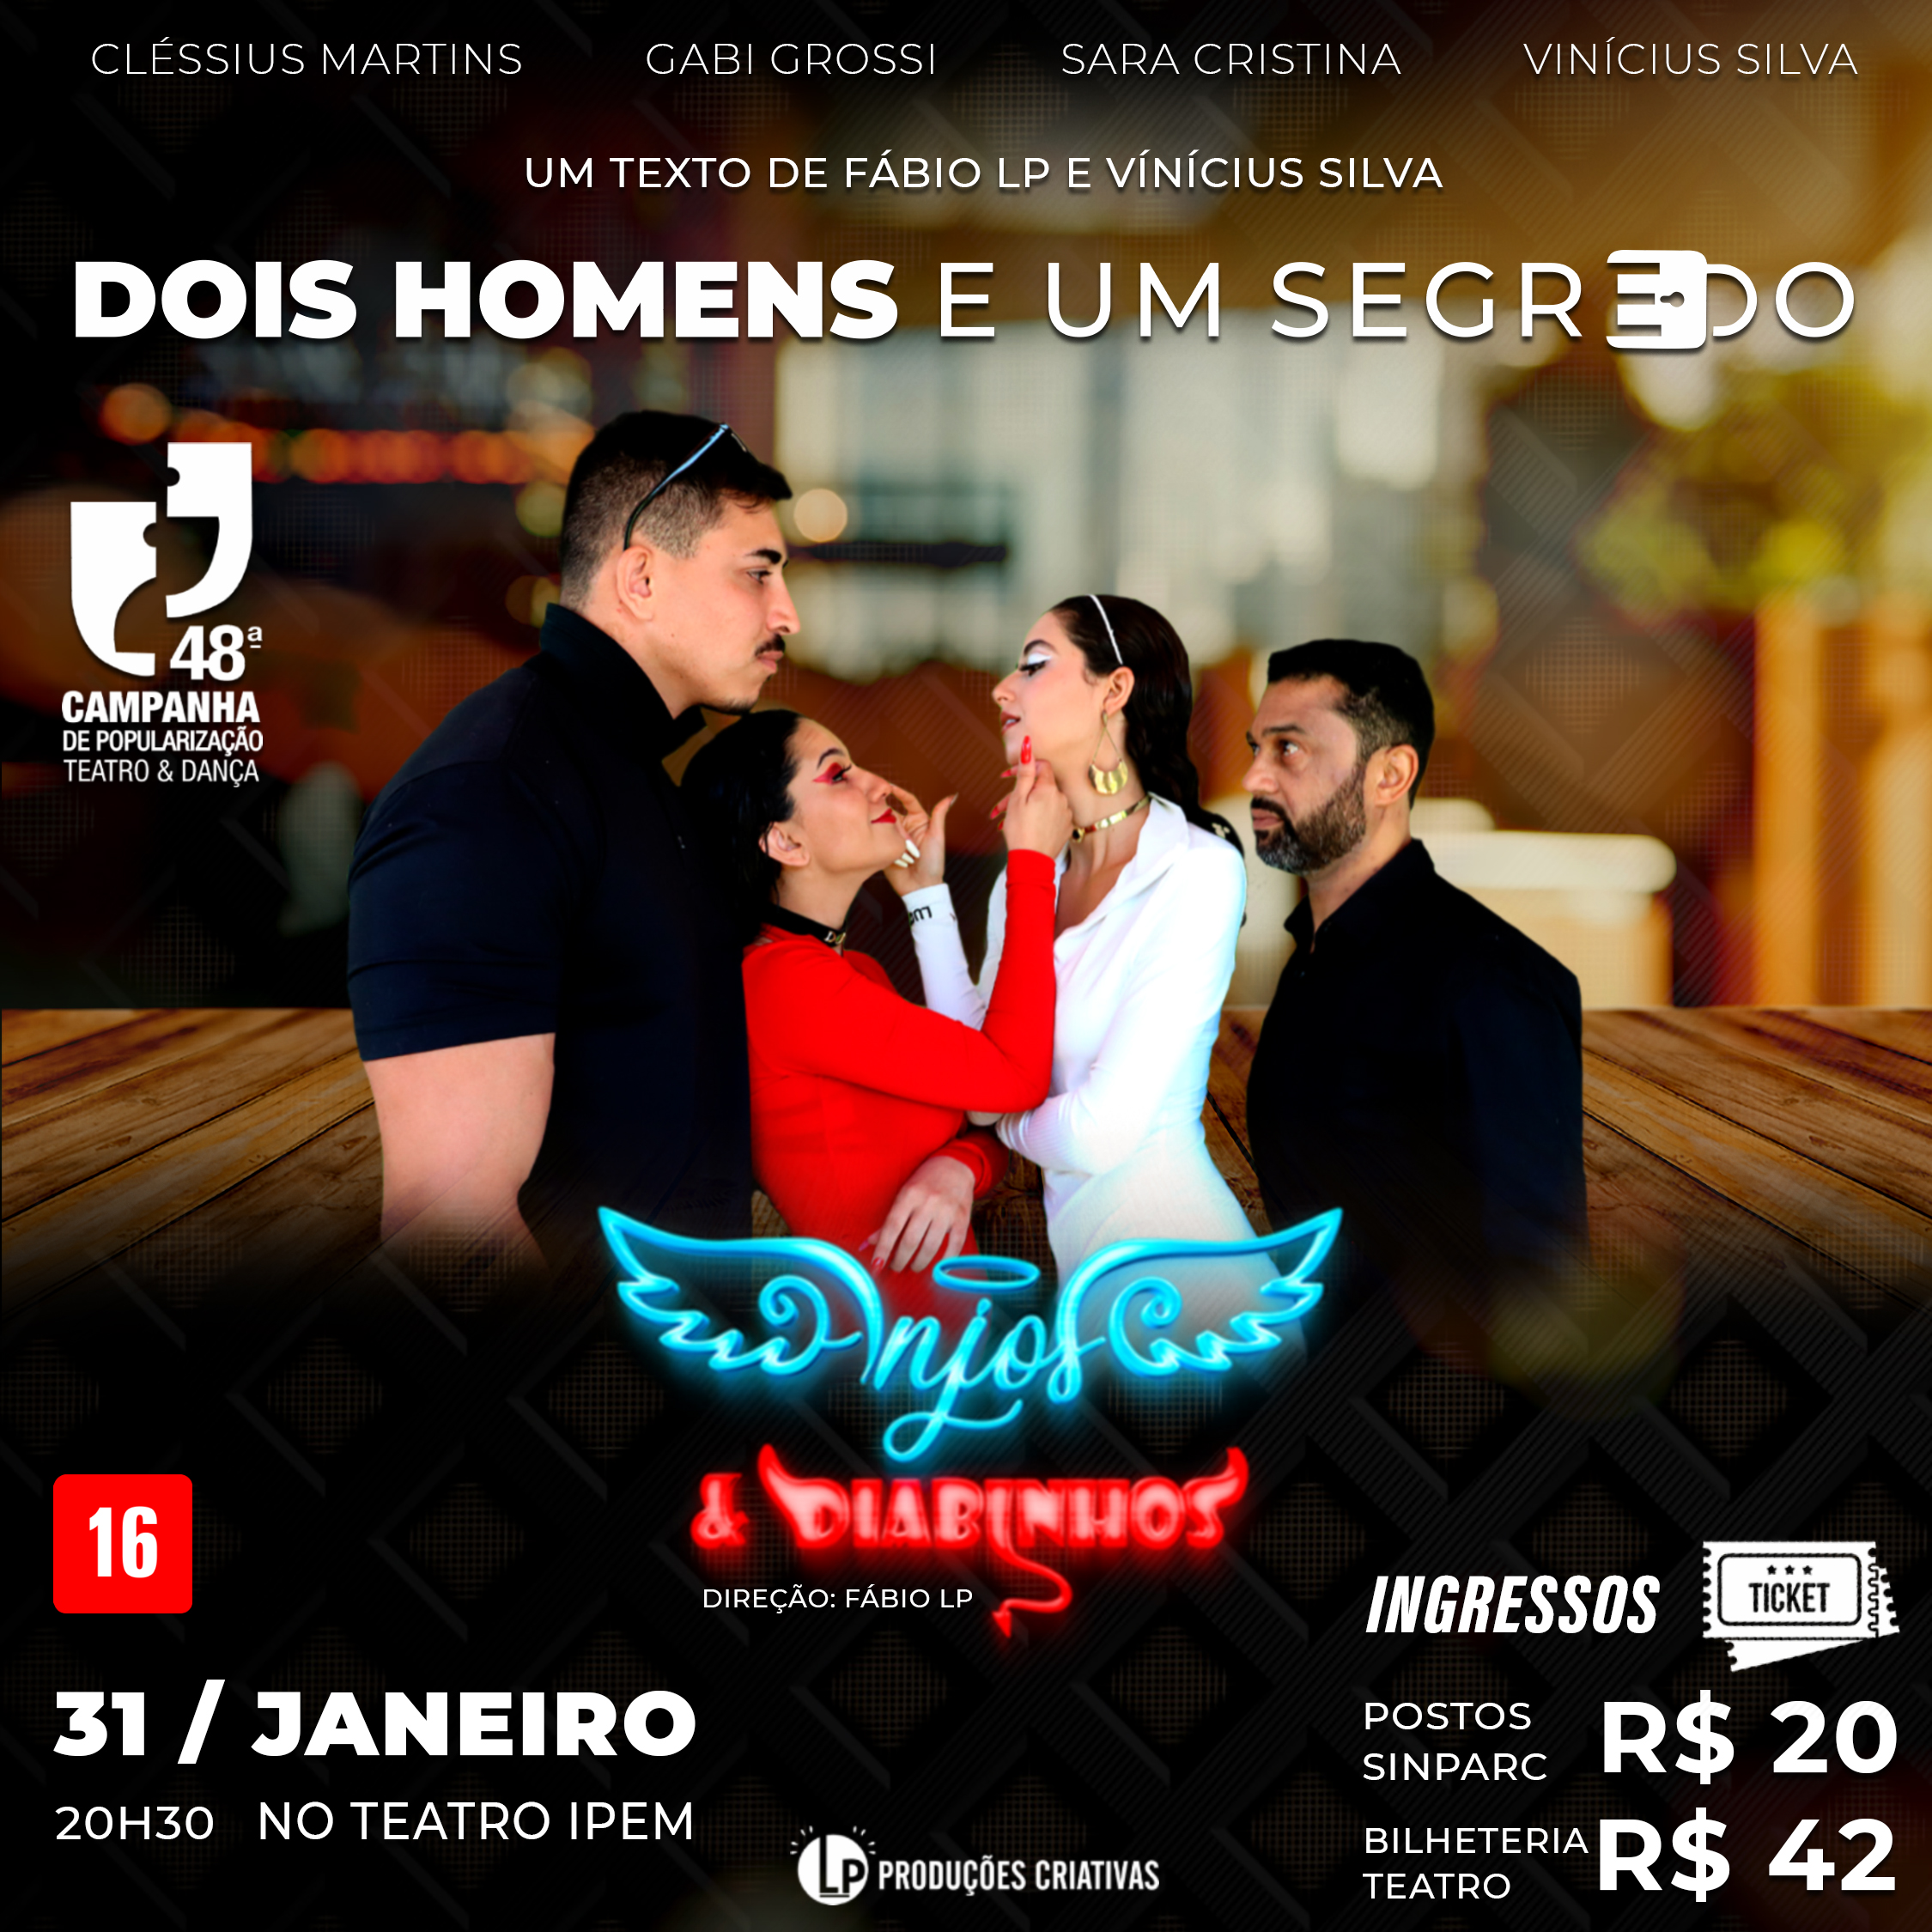 CLÉSSIUS MARTINS GABI GROSSI SARA CRISTINA VINÍCIUS SILVA
UM TEXTO DE FÁBIO LP E VÍNÍCIUS SILVA
DOIS HOMENS E UM SEGREDO
48ª
CAMPANHA
DE POPULARIZAÇÃO
TEATRO & DANÇA
Anjos
& DIABINHOS
DIREÇÃO: FÁBIO LP
16
INGRESSOS
TICKET
31 / JANEIRO
20H30 NO TEATRO IPEM
POSTOS
SINPARC
R$ 20
BILHETERIA
TEATRO
R$ 42
LP PRODUÇÕES CRIATIVAS